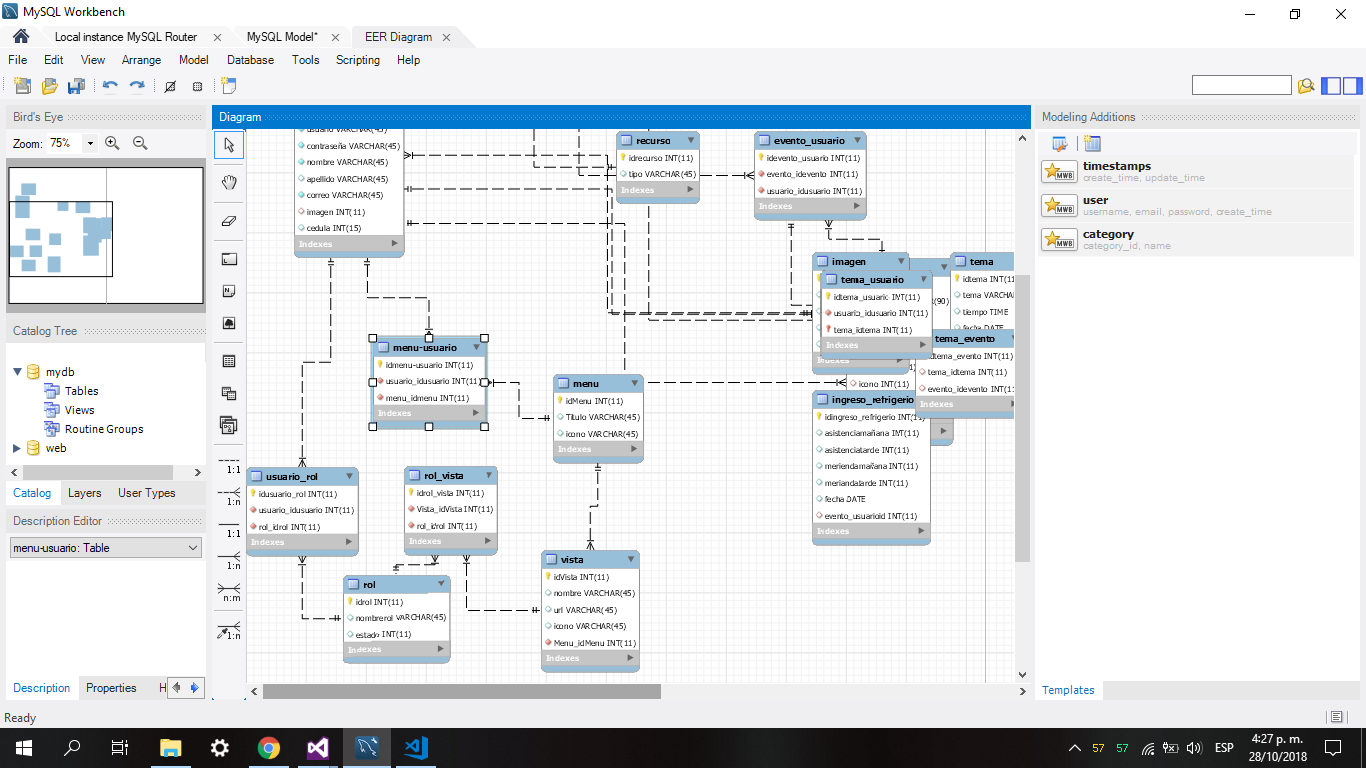 MySQL Workbench
Local instance MySQL Router
MySQL Model*
EER Diagram
File Edit View Arrange Model Database Tools Scripting Help
Bird's Eye
Zoom: 75%
Catalog Tree
mydb
Tables
Views
Routine Groups
web
Catalog Layers User Types
Description Editor
menu-usuario: Table
Description Properties H
Ready
Diagram
1:1
1:n
1:1
1:n
n:m
1:n
usuario VARCHAR(45)
contraseña VARCHAR(45)
nombre VARCHAR(45)
apellido VARCHAR(45)
correo VARCHAR(45)
imagen INT(11)
cedula INT(15)
Indexes
recurso
idrecurso INT(11)
tipo VARCHAR(45)
Indexes
evento_usuario
idevento_usuario INT(11)
evento_idevento INT(11)
usuario_idusuario INT(11)
Indexes
imagen
tema_usuario
idtema_usuario INT(11)
usuario_idusuario INT(11)
tema_idtema INT(11)
Indexes
Indexes
(90)
tema
idtema INT(11
tema VARCHA
tiempo TIME
fecha DATE
tema_evento
idtema_evento INT(11)
tema_idtema INT(11)
evento_idevento INT(11)
Indexes
icono INT(11)
menu-usuario
idmenu-usuario INT(11)
usuario_idusuario INT(11)
menu_idmenu INT(11)
Indexes
menu
idMenu INT(11)
Titulo VARCHAR(45)
icono VARCHAR(45)
Indexes
ingreso_refrigerio
idingreso_refrigerio INT(11)
asistenciamañana INT(11)
asistenciatarde INT(11)
meriendamañana INT(11)
meriandatarde INT(11)
fecha DATE
evento_usuarioid INT(11)
Indexes
usuario_rol
idusuario_rol INT(11)
usuario_idusuario INT(11)
rol_idrol INT(11)
Indexes
rol_vista
idrol_vista INT(11)
Vista_idVista INT(11)
rol_idrol INT(11)
Indexes
rol
idrol INT(11)
nombrerol VARCHAR(45)
estado INT(11)
Indexes
vista
idVista INT(11)
nombre VARCHAR(45)
url VARCHAR(45)
icono VARCHAR(45)
Menu_idMenu INT(11)
Indexes
Modeling Additions
timestamps
create_time, update_time
user
username, email, password, create_time
category
category_id, name
MWB
MWB
MWB
Templates
57 57
ESP
4:27 p. m.
28/10/2018